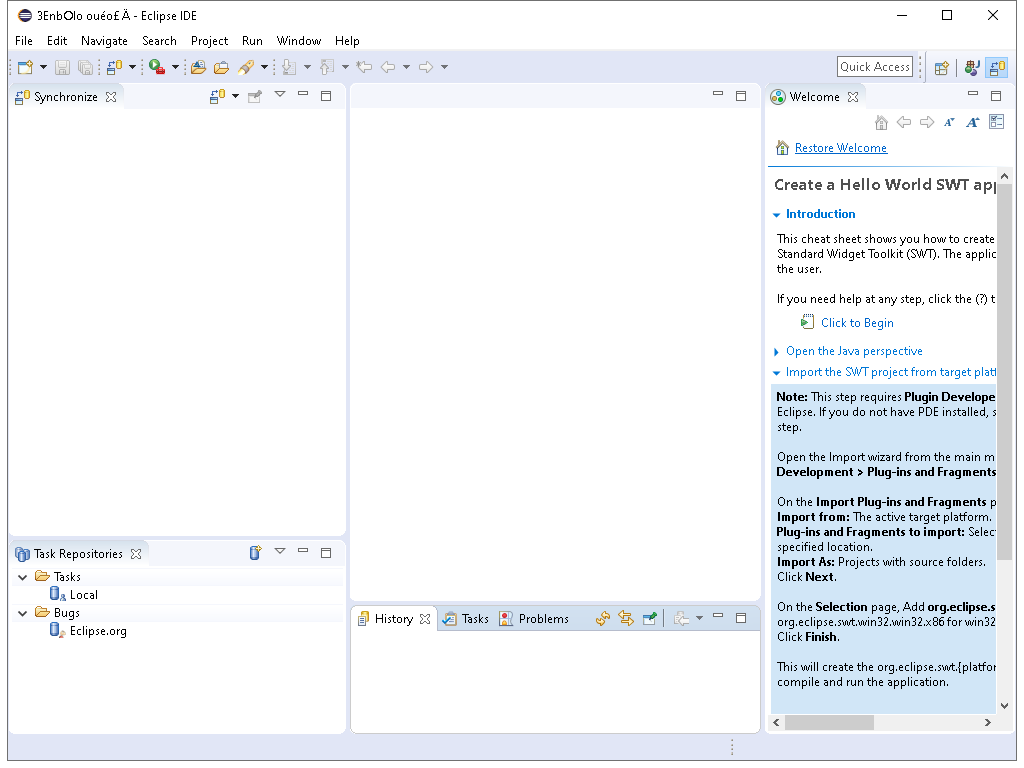 3EnbOlo ouéo£Ä - Eclipse IDE
File Edit Navigate Search Project Run Window Help
Quick Access
Synchronize
Welcome
Restore Welcome
Create a Hello World SWT app
Introduction
This cheat sheet shows you how to create
Standard Widget Toolkit (SWT). The applic
the user.
If you need help at any step, click the (?) t
Click to Begin
Open the Java perspective
Import the SWT project from target platf
Note: This step requires Plugin Develope
Eclipse. If you do not have PDE installed, s
step.
Open the Import wizard from the main m
Development > Plug-ins and Fragments
On the Import Plug-ins and Fragments p
Import from: The active target platform.
Plug-ins and Fragments to import: Selec
specified location.
Import As: Projects with source folders.
Click Next.
On the Selection page, Add org.eclipse.s
org.eclipse.swt.win32.win32.x86 for win32
Click Finish.
This will create the org.eclipse.swt.{platfor
compile and run the application.
Task Repositories
Tasks
Local
Bugs
Eclipse.org
History Tasks Problems